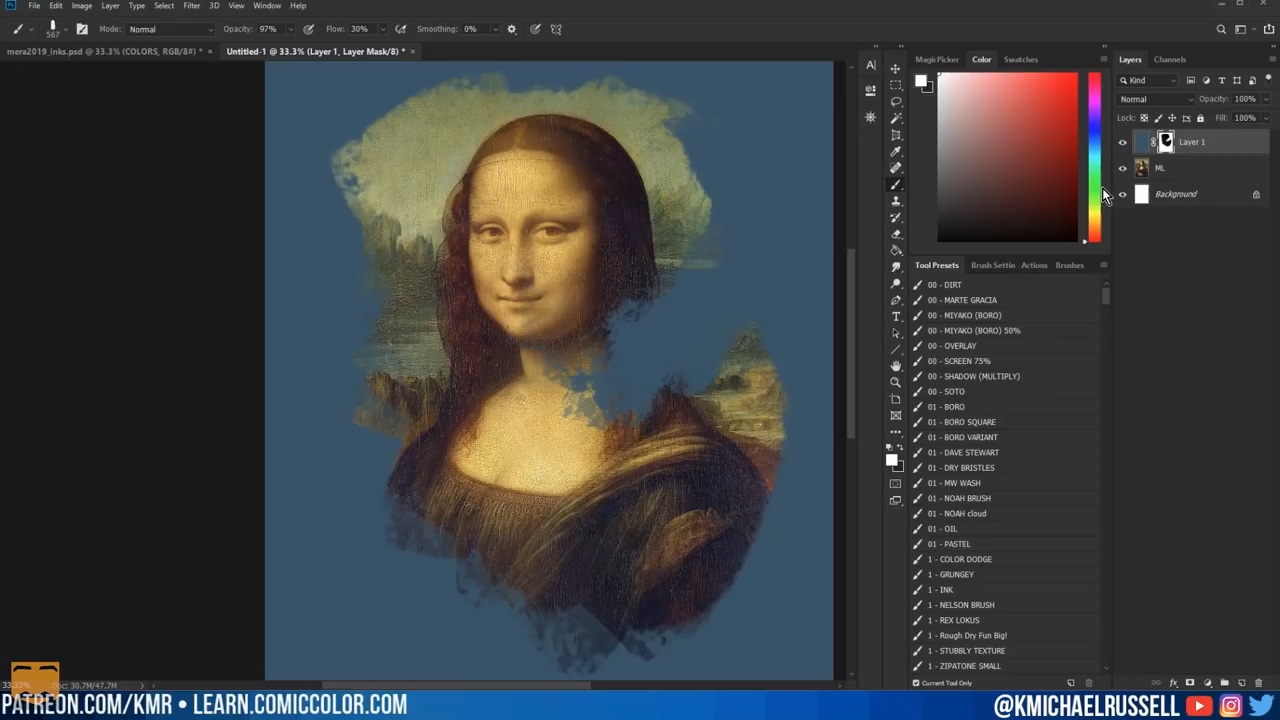 File Edit Image Layer Type Select Filter 3D View Window Help
567 Mode: Normal Opacity: 97% Flow: 30% Smoothing: 0%
mera2019_inks.psd @ 33.3% (COLORS, RGB/8#) * × Untitled-1 @ 33.3% (Layer 1, Layer Mask/8) * ×
MagicPicker Color Swatches
Layers Channels
Kind
Normal Opacity: 100%
Lock: Fill: 100%
Layer 1
ML
Background
Tool Presets Brush Settin Actions Brushes
00 - DIRT
00 - MARTE GRACIA
00 - MIYAKO (BORO)
00 - MIYAKO (BORO) 50%
00 - OVERLAY
00 - SCREEN 75%
00 - SHADOW (MULTIPLY)
00 - SOTO
01 - BORO
01 - BORO SQUARE
01 - BORO VARIANT
01 - DAVE STEWART
01 - DRY BRISTLES
01 - MW WASH
01 - NOAH BRUSH
01 - NOAH cloud
01 - OIL
01 - PASTEL
1 - COLOR DODGE
1 - GRUNGEY
1 - INK
1 - NELSON BRUSH
1 - REX LOKUS
1 - Rough Dry Fun Big!
1 - STUBBLY TEXTURE
1 - ZIPATONE SMALL
Current Tool Only
Doc: 30.7M/47.7M
PATREON.COM/KMR • LEARN.COMICCOLOR.COM
@KMICHAELRUSSELL